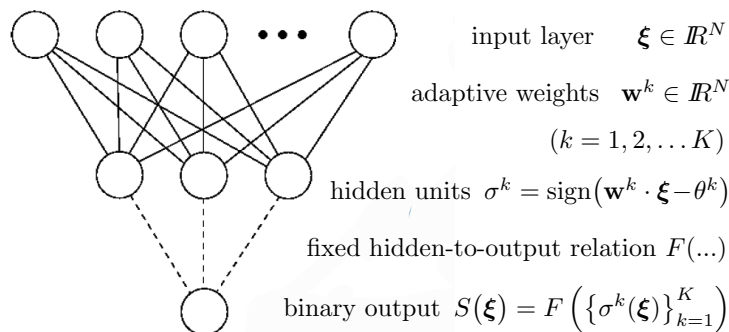 input layer 𝝃 ∈ ℝ^N
adaptive weights 𝐰^k ∈ ℝ^N
(k = 1, 2, . . . K)
hidden units σ^k = sign(𝐰^k · 𝝃 − θ^k)
fixed hidden-to-output relation F(...)
binary output S(𝝃) = F ({σ^k(𝝃)}_{k=1}^K)